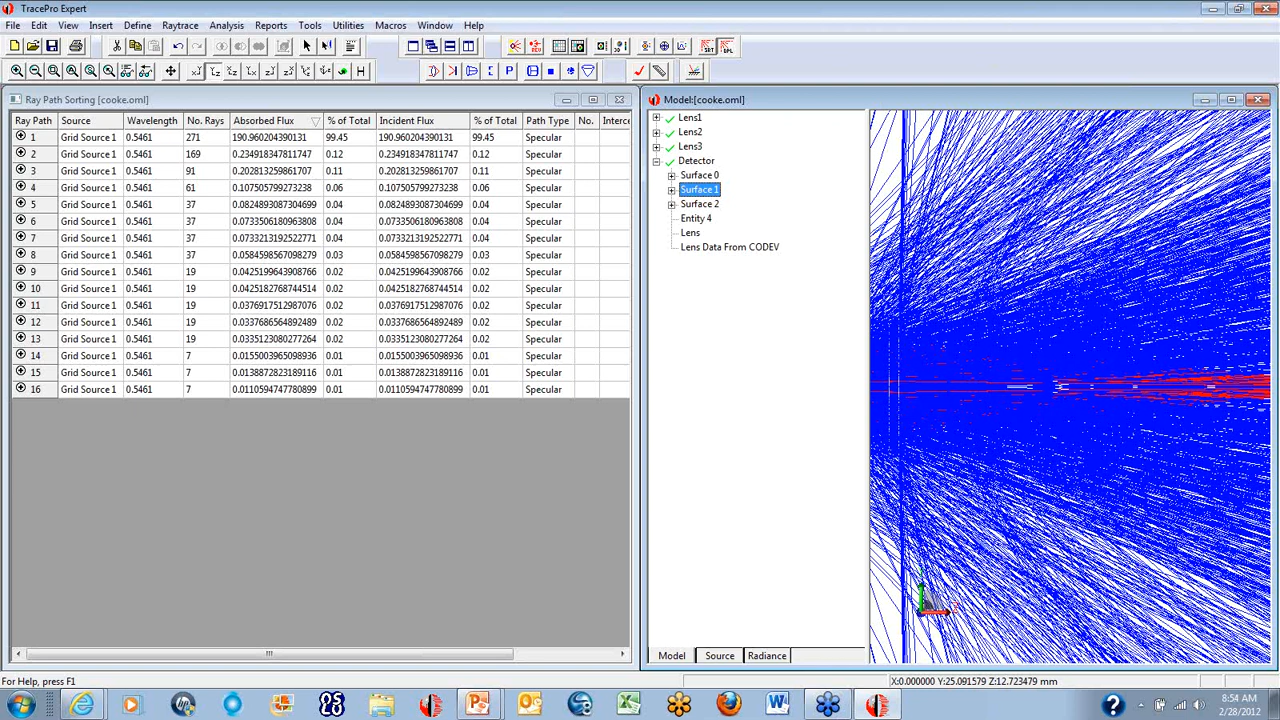 TracePro Expert
File Edit View Insert Define Raytrace Analysis Reports Tools Utilities Macros Window Help
Ray Path Sorting [cooke.oml]
Ray Path Source Wavelength No. Rays Absorbed Flux % of Total Incident Flux % of Total Path Type No. Interce
1 Grid Source 1 0.5461 271 190.960204390131 99.45 190.960204390131 99.45 Specular
2 Grid Source 1 0.5461 169 0.234918347811747 0.12 0.234918347811747 0.12 Specular
3 Grid Source 1 0.5461 91 0.202813259861707 0.11 0.202813259861707 0.11 Specular
4 Grid Source 1 0.5461 61 0.107505799273238 0.06 0.107505799273238 0.06 Specular
5 Grid Source 1 0.5461 37 0.0824893087411634 0.04 0.0824893087411634 0.04 Specular
6 Grid Source 1 0.5461 37 0.0733506180963808 0.04 0.0733506180963808 0.04 Specular
7 Grid Source 1 0.5461 37 0.0733213192522771 0.04 0.0733213192522771 0.04 Specular
8 Grid Source 1 0.5461 37 0.0584598567098279 0.03 0.0584598567098279 0.03 Specular
9 Grid Source 1 0.5461 19 0.0425199643908766 0.02 0.0425199643908766 0.02 Specular
10 Grid Source 1 0.5461 19 0.0425182768744514 0.02 0.0425182768744514 0.02 Specular
11 Grid Source 1 0.5461 19 0.0376917512987076 0.02 0.0376917512987076 0.02 Specular
12 Grid Source 1 0.5461 19 0.0337686564892489 0.02 0.0337686564892489 0.02 Specular
13 Grid Source 1 0.5461 19 0.0335123080277264 0.02 0.0335123080277264 0.02 Specular
14 Grid Source 1 0.5461 7 0.0155003965098936 0.01 0.0155003965098936 0.01 Specular
15 Grid Source 1 0.5461 7 0.0138872823219168 0.01 0.0138872823219168 0.01 Specular
16 Grid Source 1 0.5461 7 0.0110594747780899 0.01 0.0110594747780899 0.01 Specular
Model:[cooke.oml]
Lens1
Lens2
Lens3
Detector
Surface 0
Surface 1
Surface 2
Entity 4
Lens
Lens Data From CODEV
Model Source Radiance
For Help, press F1
X:0.000000 Y:25.091579 Z:12.723479 mm
8:54 AM
2/28/2012